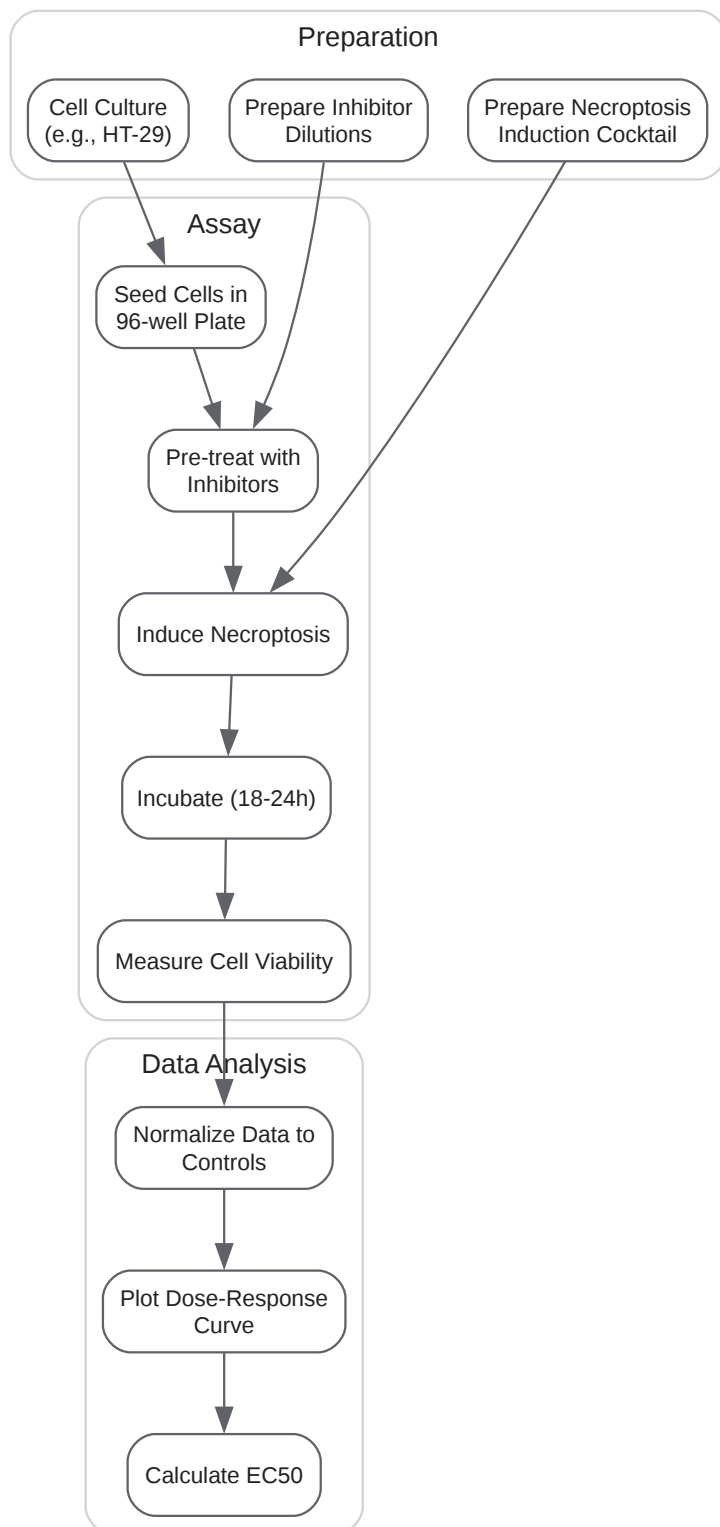 Preparation
Cell Culture
(e.g., HT-29)
Prepare Inhibitor
Dilutions
Prepare Necroptosis
Induction Cocktail
Assay
Seed Cells in
96-well Plate
Pre-treat with
Inhibitors
Induce Necroptosis
Incubate (18-24h)
Measure Cell Viability
Data Analysis
Normalize Data to
Controls
Plot Dose-Response
Curve
Calculate EC50